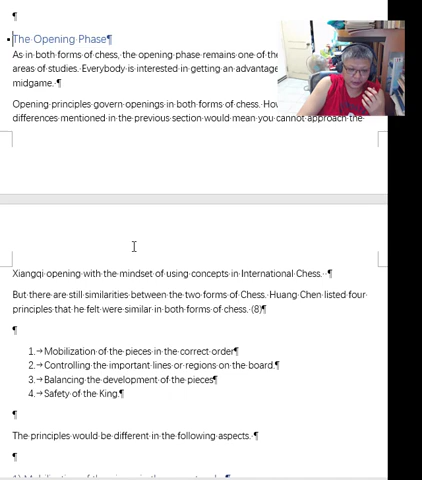 The Opening Phase
As in both forms of chess, the opening phase remains one of the
areas of studies. Everybody is interested in getting an advantage
midgame.
Opening principles govern openings in both forms of chess.
differences mentioned in the previous section would mean you cannot approach the
Xiangqi opening with the mindset of using concepts in International Chess.
But there are still similarities between the two forms of Chess. Huang Chen listed four
principles that he felt were similar in both forms of chess. (8)
1. Mobilization of the pieces in the correct order
2. Controlling the important lines or regions on the board.
3. Balancing the development of the pieces
4. Safety of the King.
The principles would be different in the following aspects.